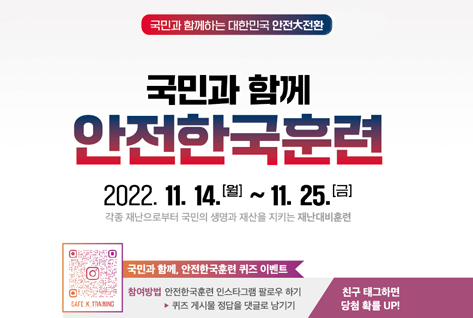 국민과 함께하는 대한민국 안전大전환
국민과 함께
안전한국훈련
2022. 11. 14.[월] ~ 11. 25.[금]
각종 재난으로부터 국민의 생명과 재산을 지키는 재난대비훈련
국민과 함께, 안전한국훈련 퀴즈 이벤트
참여방법 안전한국훈련 인스타그램 팔로우 하기
▶ 퀴즈 게시물 정답을 댓글로 남기기
SAFE_K_TRAINING
친구 태그하면
당첨 확률 UP!